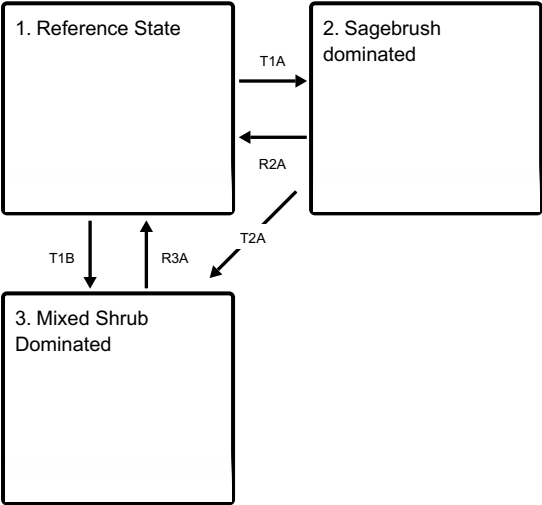 1. Reference State
2. Sagebrush
dominated
T1A
R2A
T2A
T1B
R3A
3. Mixed Shrub
Dominated